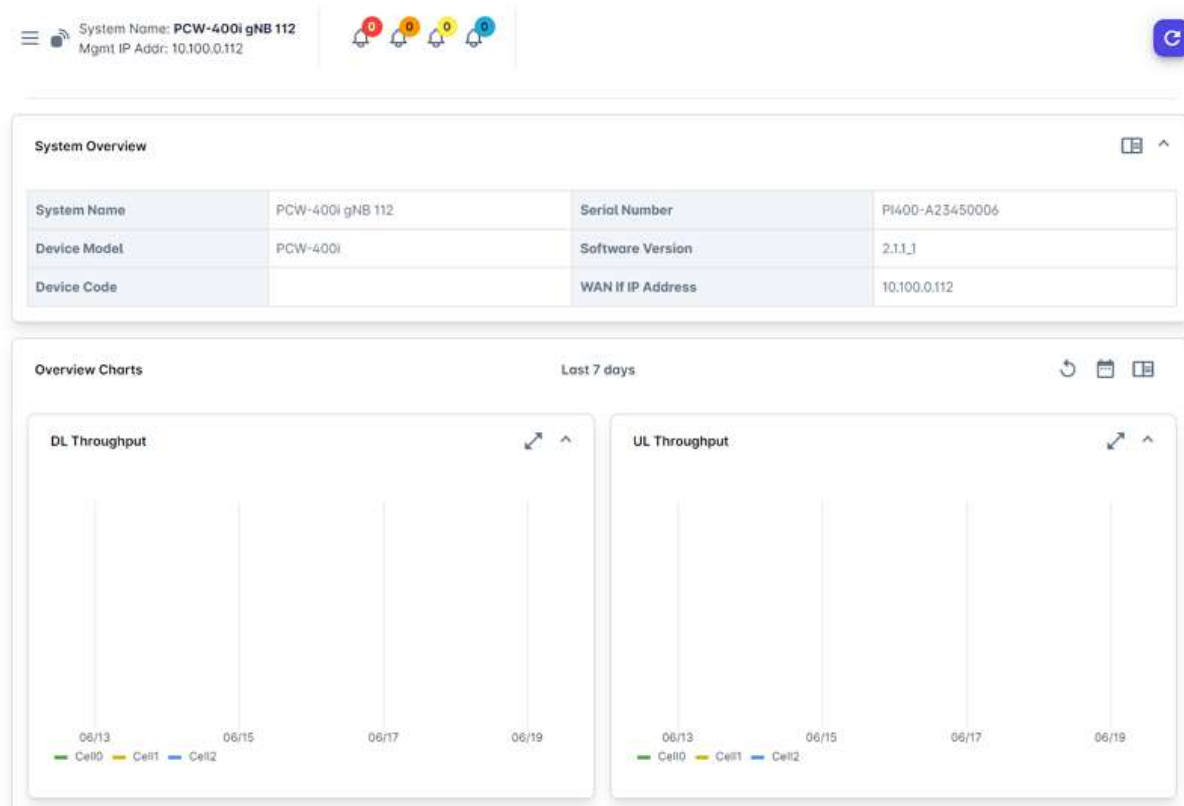 System Name: PCW-400i gNB 112
Mgmt IP Addr: 10.100.0.112
0 0 0 0
System Overview
System Name PCW-400i gNB 112 Serial Number PI400-A23450006
Device Model PCW-400i Software Version 2.1.1_1
Device Code WAN if IP Address 10.100.0.112
Overview Charts Last 7 days
DL Throughput UL Throughput
06/13 06/15 06/17 06/19 06/13 06/15 06/17 06/19
Cell0 Cell1 Cell2 Cell0 Cell1 Cell2